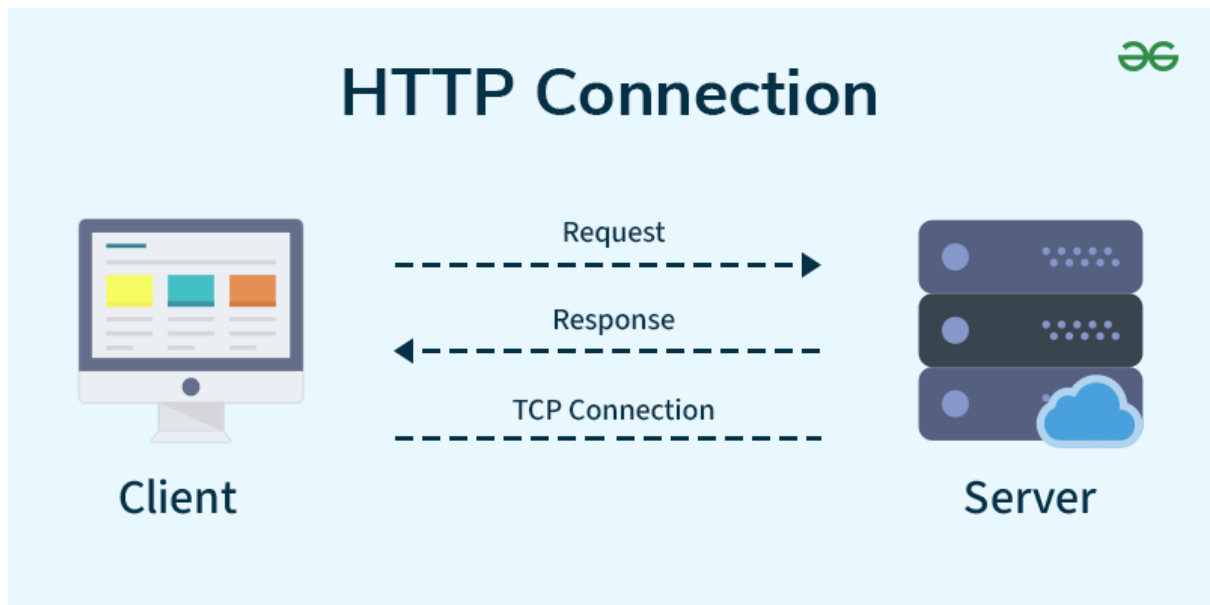 HTTP Connection
Request
Response
TCP Connection
Client
Server